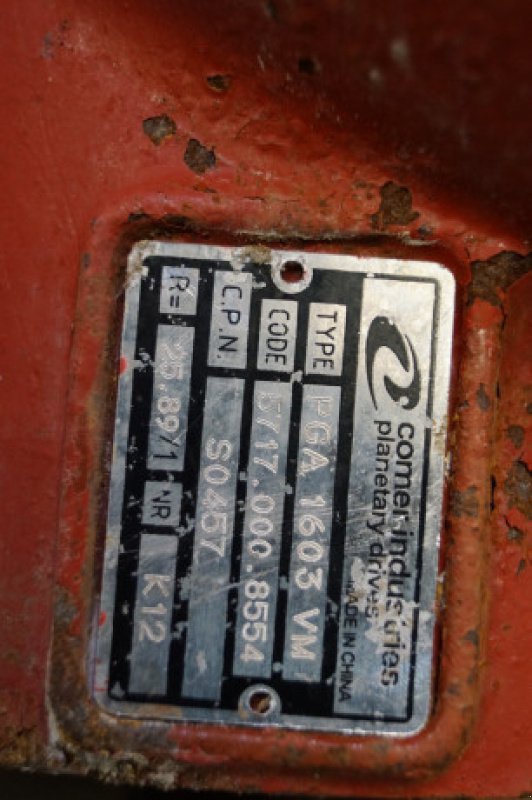 comer industries
planetary drives
MADE IN CHINA
TYPE PGA 1603 VM
CODE 5717.000.8554
C.P.N. S0457
R= 25.89/1 NR K12